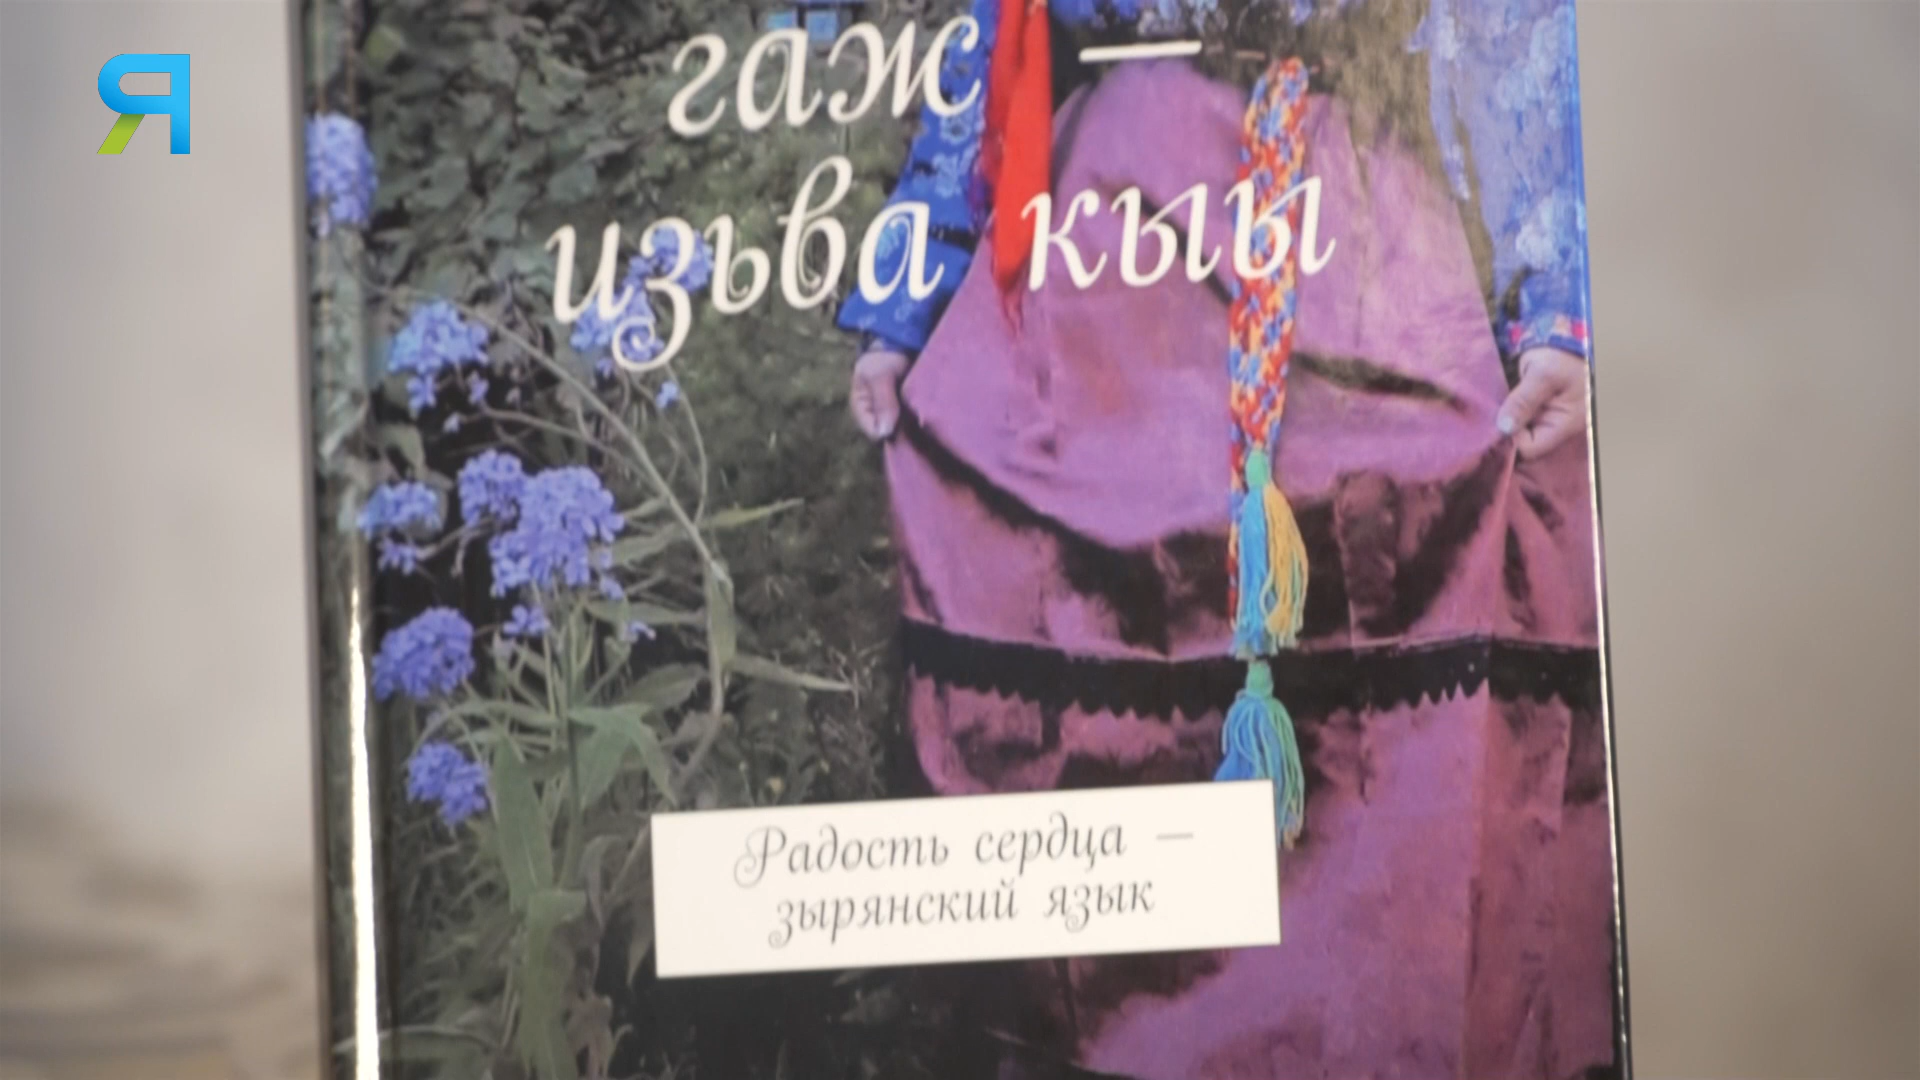 Я
гаж —
изьва кыы
Радость сердца —
зырянский язык